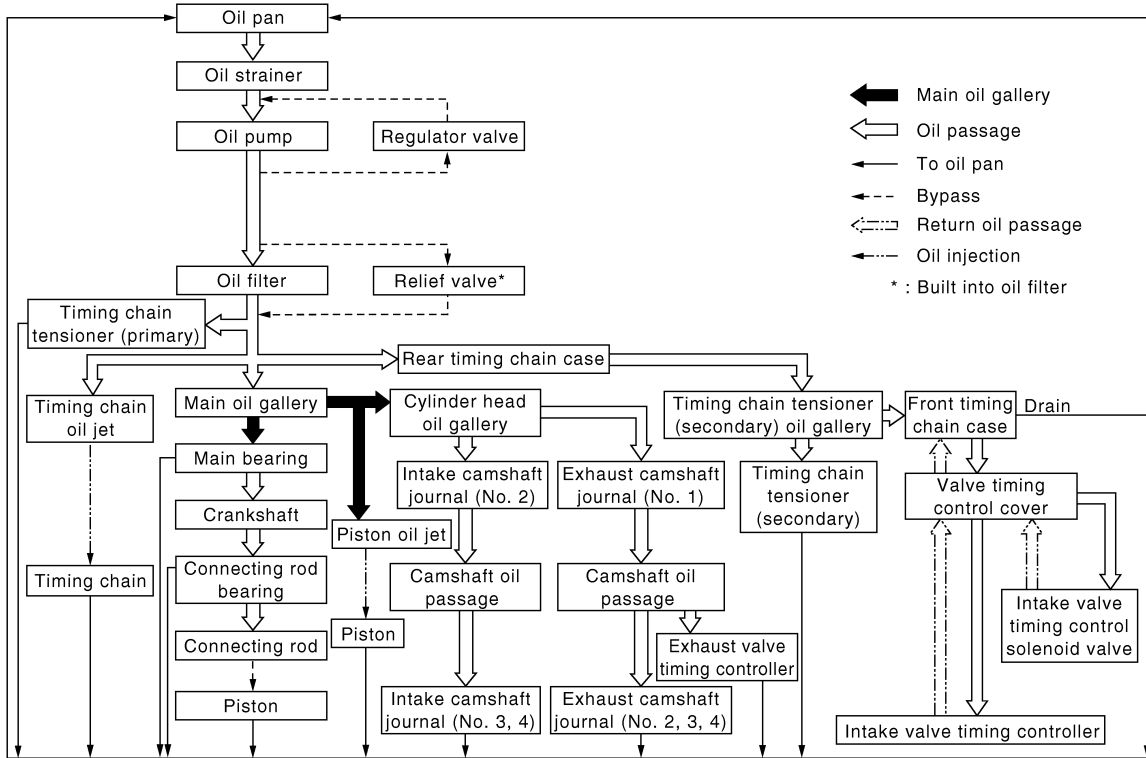 Oil pan
Oil strainer
Oil pump
Regulator valve
Oil filter
Relief valve*
Main oil gallery
Oil passage
To oil pan
Bypass
Return oil passage
Oil injection
* : Built into oil filter
Timing chain
tensioner (primary)
Rear timing chain case
Timing chain
oil jet
Main oil gallery
Cylinder head
oil gallery
Timing chain tensioner
(secondary) oil gallery
Front timing
chain case
Drain
Main bearing
Intake camshaft
journal (No. 2)
Exhaust camshaft
journal (No. 1)
Timing chain
tensioner
(secondary)
Valve timing
control cover
Crankshaft
Piston oil jet
Timing chain
Connecting rod
bearing
Camshaft oil
passage
Camshaft oil
passage
Intake valve
timing control
solenoid valve
Connecting rod
Piston
Exhaust valve
timing controller
Piston
Intake camshaft
journal (No. 3, 4)
Exhaust camshaft
journal (No. 2, 3, 4)
Intake valve timing controller